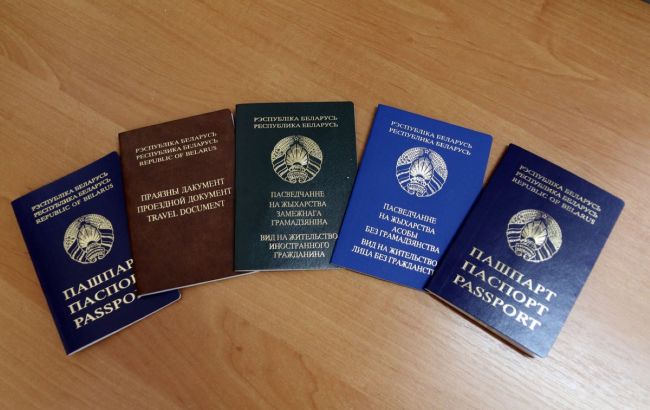 РЭСПУБЛІКА БЕЛАРУСЬ
РЕСПУБЛИКА БЕЛАРУСЬ
REPUBLIC OF BELARUS
ПАШПАРТ
ПАСПОРТ
PASSPORT
РЭСПУБЛІКА БЕЛАРУСЬ
РЕСПУБЛИКА БЕЛАРУСЬ
REPUBLIC OF BELARUS
ПРАЯЗНЫ ДАКУМЕНТ
ПРОЕЗДНОЙ ДОКУМЕНТ
TRAVEL DOCUMENT
РЭСПУБЛІКА БЕЛАРУСЬ
РЕСПУБЛИКА БЕЛАРУСЬ
ПАСВЕДЧАННЕ
НА ЖЫХАРСТВА
ЗАМЕЖНАГА
ГРАМАДЗЯНІНА
ВИД НА ЖИТЕЛЬСТВО
ИНОСТРАННОГО
ГРАЖДАНИНА
РЭСПУБЛІКА БЕЛАРУСЬ
РЕСПУБЛИКА БЕЛАРУСЬ
ПАСВЕДЧАННЕ
НА ЖЫХАРСТВА
АСОБЫ
БЕЗ ГРАМАДЗЯНСТВА
ВИД НА ЖИТЕЛЬСТВО
ЛИЦА БЕЗ ГРАЖДАНСТ
РЭСПУБЛІКА БЕЛАРУСЬ
РЕСПУБЛИКА БЕЛАРУСЬ
REPUBLIC OF BELARUS
ПАШПАРТ
ПАСПОРТ
PASSPORT